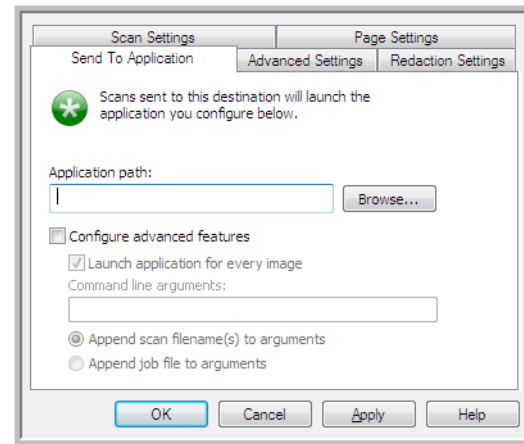 Scan Settings
Page Settings
Send To Application
Advanced Settings
Redaction Settings
Scans sent to this destination will launch the
application you configure below.
Application path:
Browse...
Configure advanced features
Launch application for every image
Command line arguments:
Append scan filename(s) to arguments
Append job file to arguments
OK
Cancel
Apply
Help